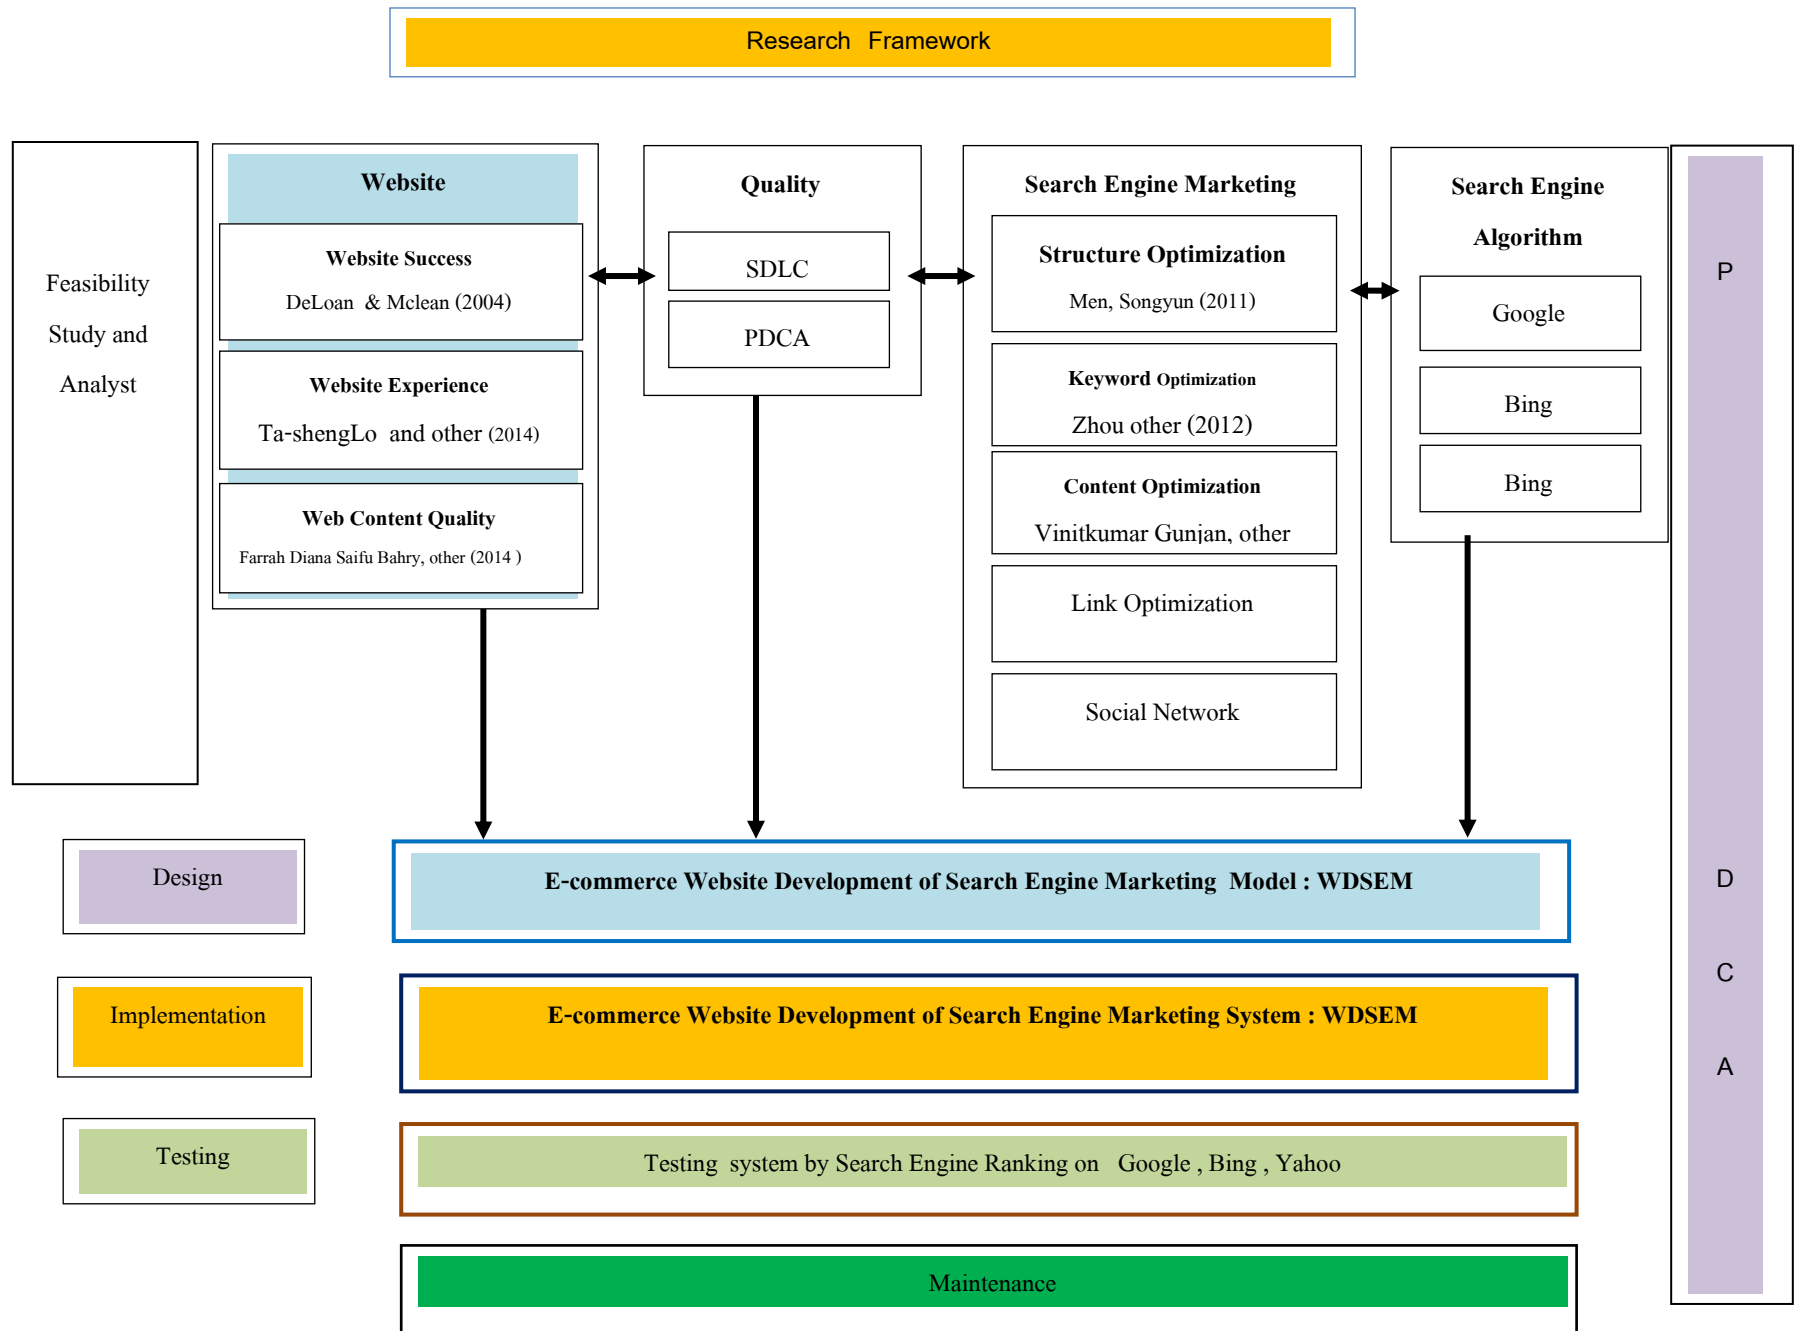 Research Framework
Feasibility
Study and
Analyst
Website
Website Success
DeLoan & Mclean (2004)
Website Experience
Ta-shengLo and other (2014)
Web Content Quality
Farrah Diana Saifu Bahry, other (2014 )
Quality
SDLC
PDCA
Search Engine Marketing
Structure Optimization
Men, Songyun (2011)
Keyword Optimization
Zhou other (2012)
Content Optimization
Vinitkumar Gunjan, other
Link Optimization
Social Network
Search Engine
Algorithm
Google
Bing
Bing
P
D
C
A
Design
E-commerce Website Development of Search Engine Marketing Model : WDSEM
Implementation
E-commerce Website Development of Search Engine Marketing System : WDSEM
Testing
Testing system by Search Engine Ranking on Google , Bing , Yahoo
Maintenance